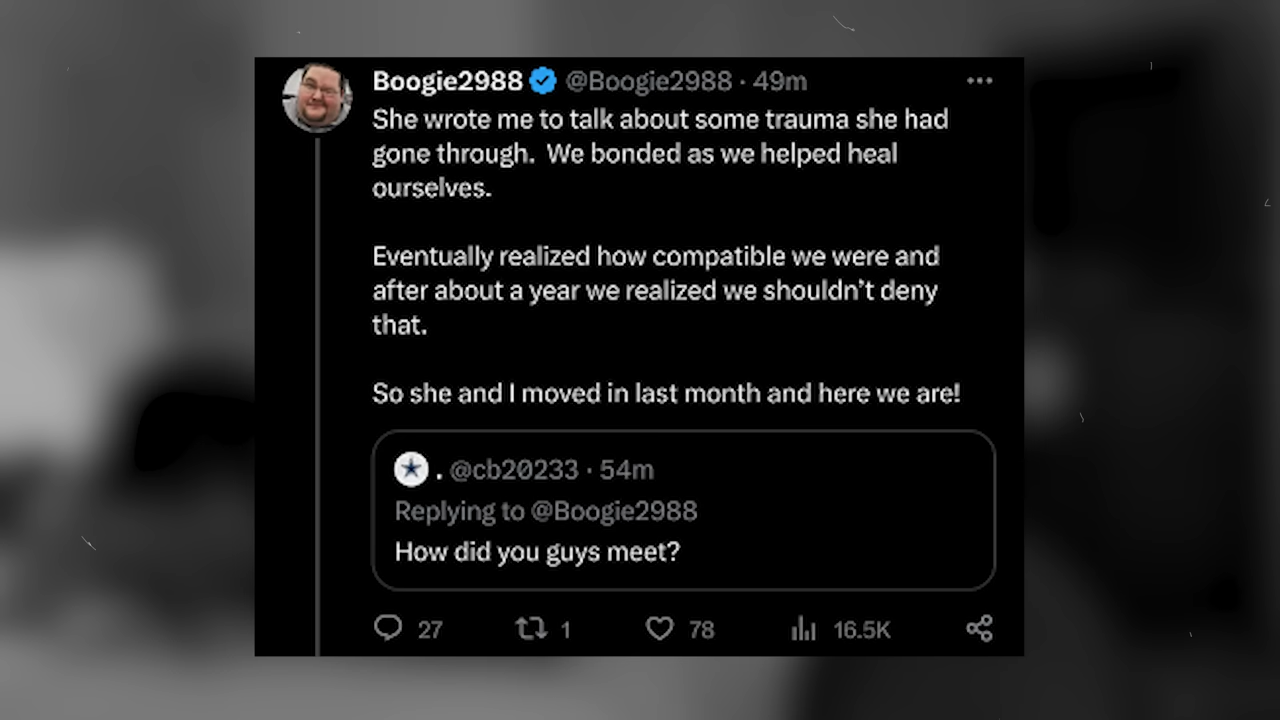 Boogie2988 @Boogie2988 · 49m
She wrote me to talk about some trauma she had
gone through.  We bonded as we helped heal
ourselves.
Eventually realized how compatible we were and
after about a year we realized we shouldn't deny
that.
So she and I moved in last month and here we are!
. @cb20233 · 54m
Replying to @Boogie2988
How did you guys meet?
27 1 78 16.5K